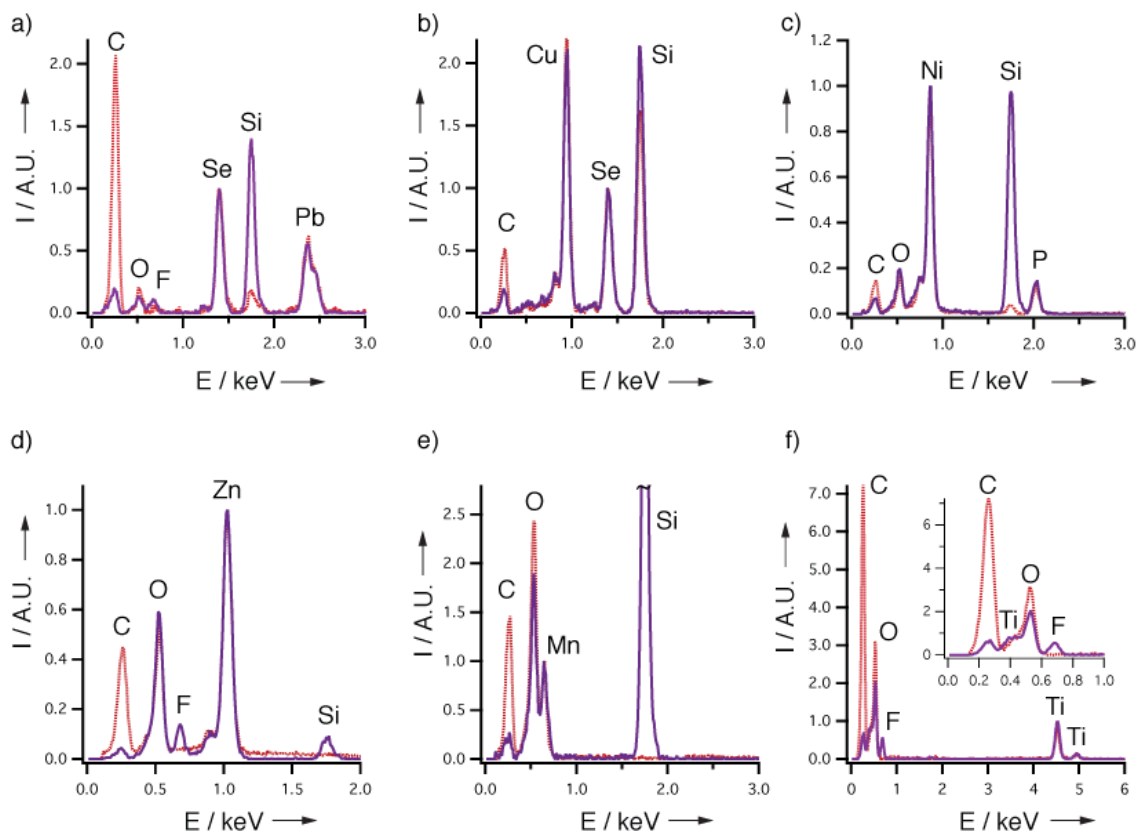 a)
C
Se
Si
Pb
O
F
I / A.U.
2.0
1.5
1.0
0.5
0.0
0.0
1.0
2.0
3.0
E / keV
b)
Cu
Si
Se
C
I / A.U.
2.0
1.5
1.0
0.5
0.0
0.0
1.0
2.0
3.0
E / keV
c)
Ni
Si
C
O
P
I / A.U.
1.2
1.0
0.8
0.6
0.4
0.2
0.0
0.0
1.0
2.0
3.0
E / keV
d)
Zn
O
C
F
Si
I / A.U.
1.0
0.8
0.6
0.4
0.2
0.0
0.0
0.5
1.0
1.5
2.0
E / keV
e)
O
Si
C
Mn
I / A.U.
~
2.5
2.0
1.5
1.0
0.5
0.0
0.0
1.0
2.0
3.0
E / keV
f)
C
O
F
Ti
Ti
I / A.U.
7.0
6.0
5.0
4.0
3.0
2.0
1.0
0.0
0
1
2
3
4
5
6
E / keV
C
O
Ti
F
6
4
2
0
0.0
0.2
0.4
0.6
0.8
1.0